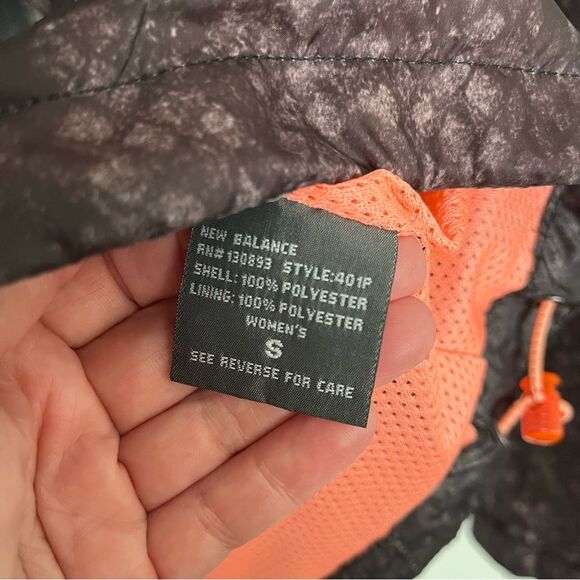 NEW BALANCE
RN# 130893 STYLE:401P
SHELL: 100% POLYESTER
LINING: 100% POLYESTER
WOMEN'S
S
SEE REVERSE FOR CARE